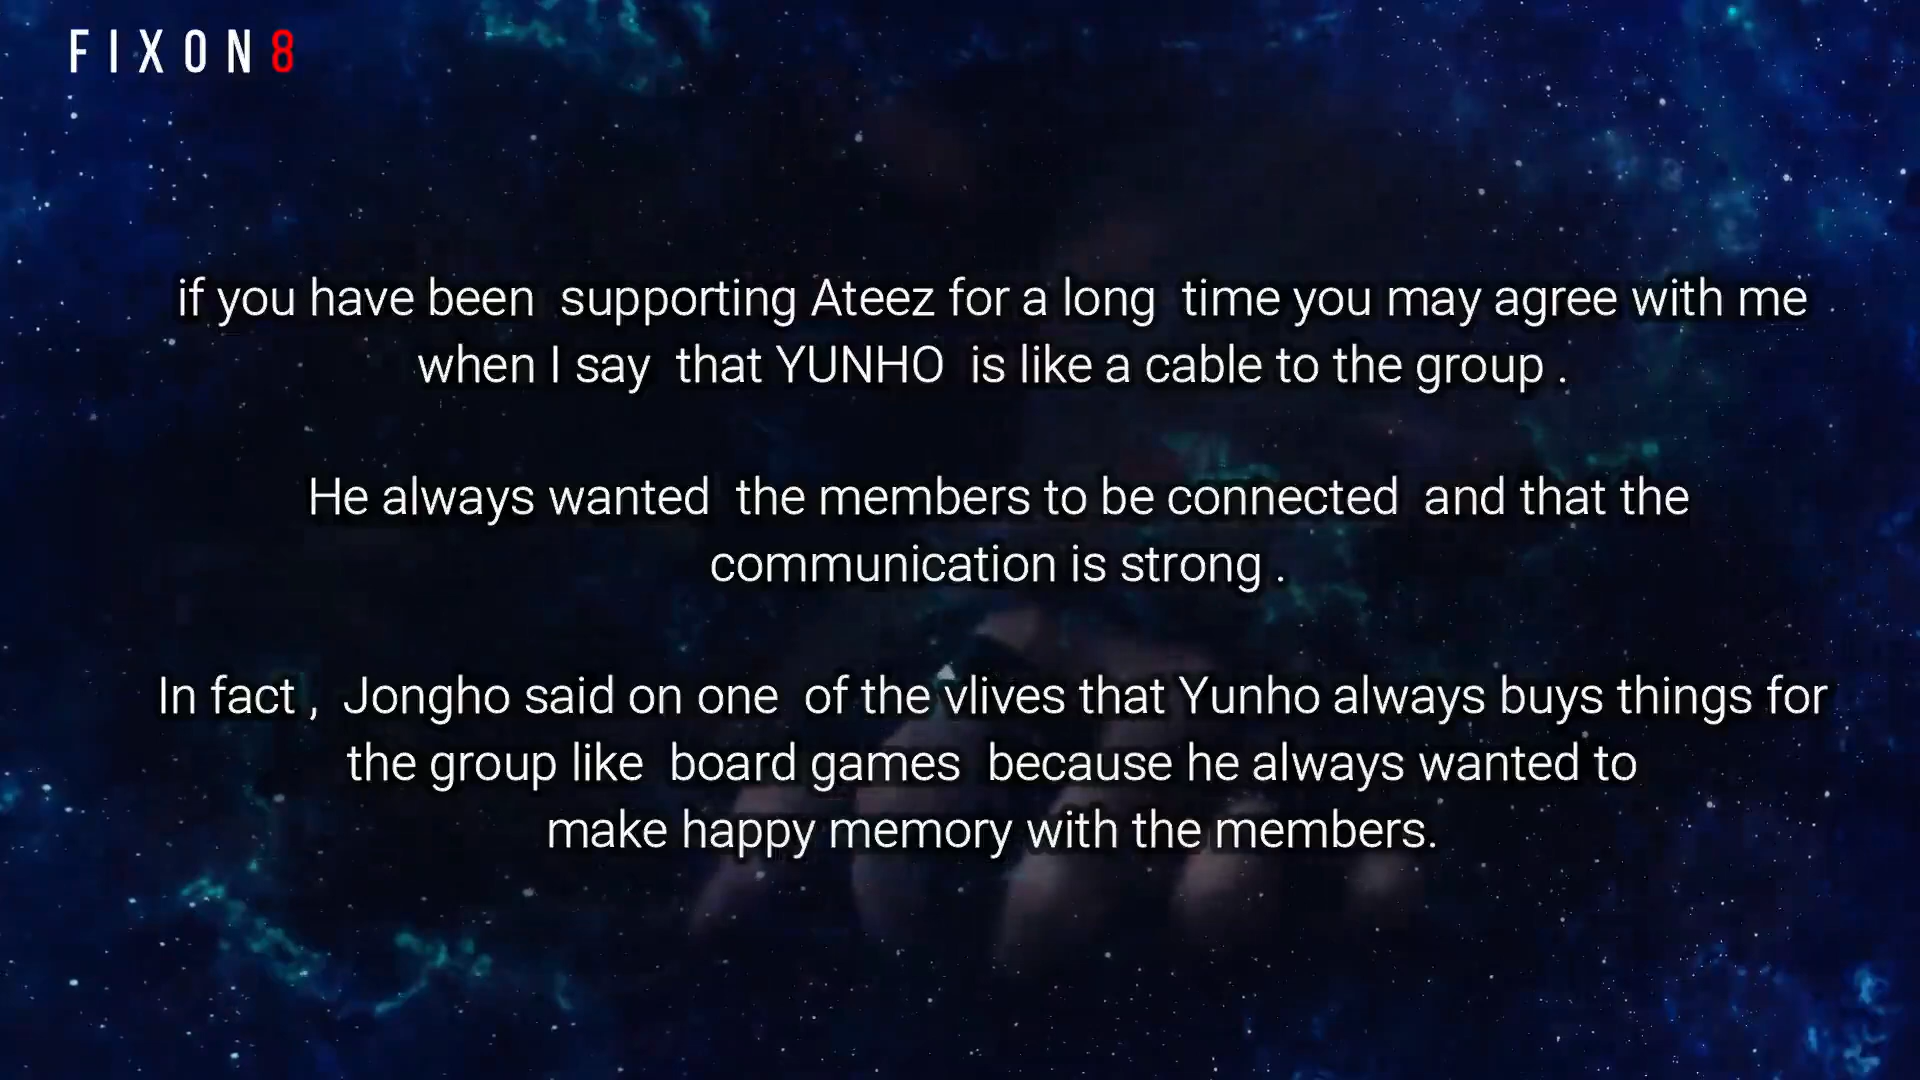 FIXON8
if you have been supporting Ateez for a long time you may agree with me
when I say that YUNHO is like a cable to the group .
He always wanted the members to be connected and that the
communication is strong .
In fact , Jongho said on one of the vlives that Yunho always buys things for
the group like board games because he always wanted to
make happy memory with the members.